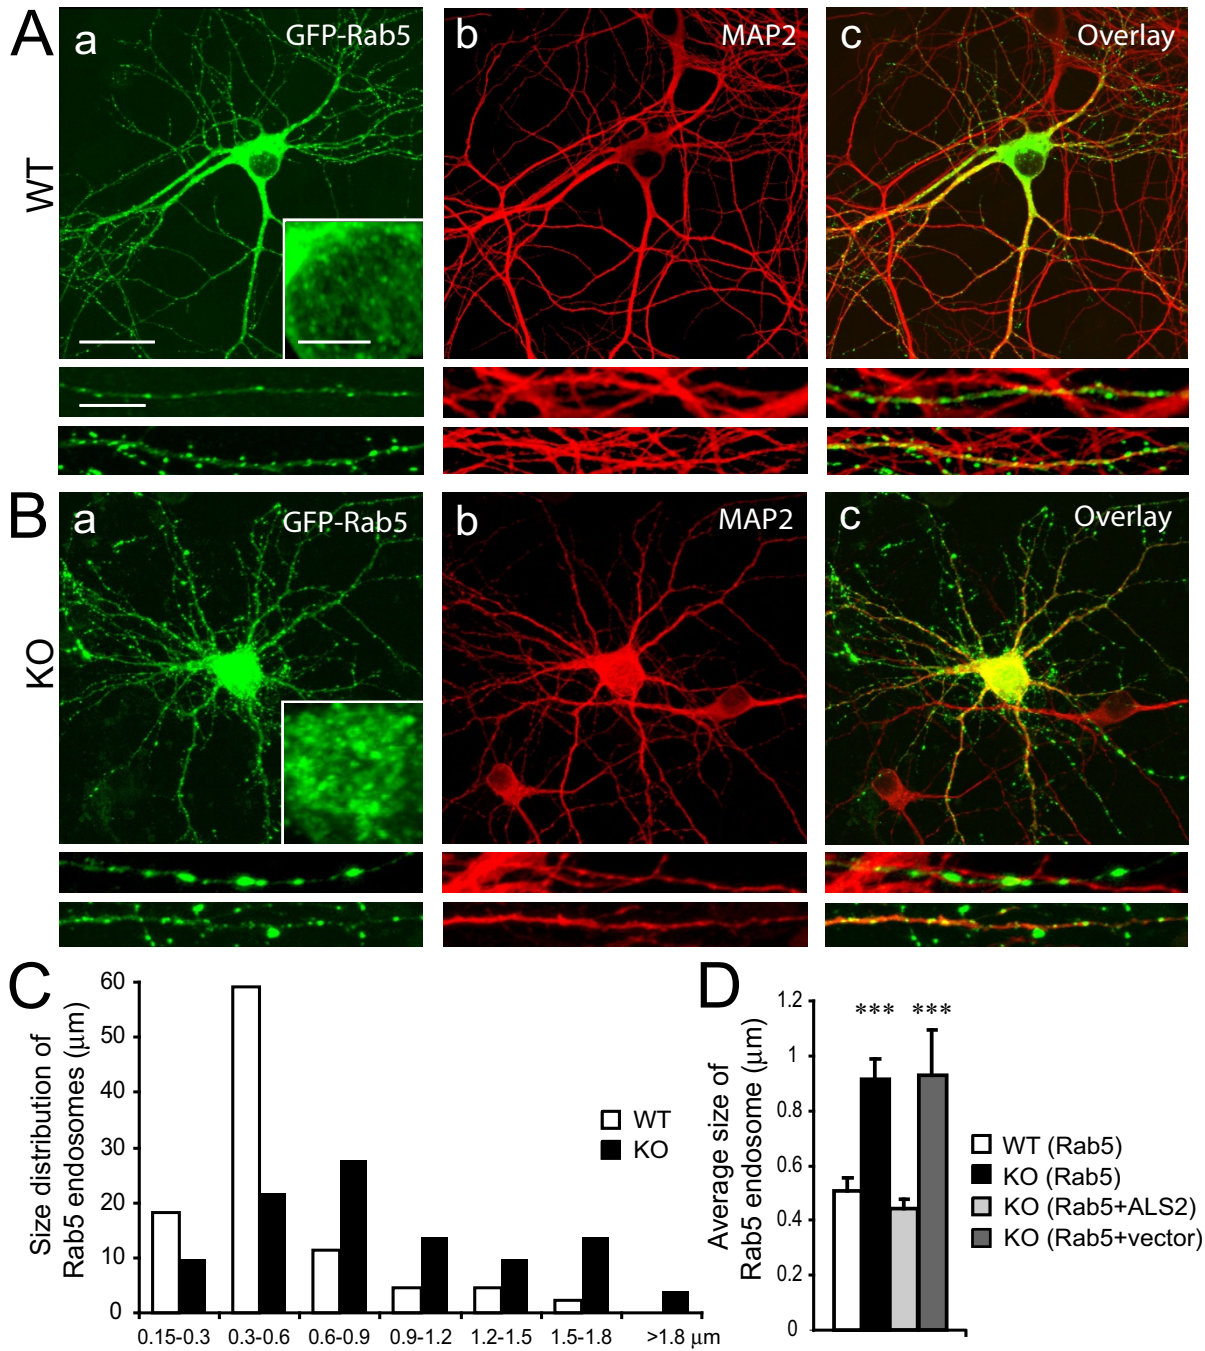 A
a
GFP-Rab5
b
MAP2
c
Overlay
WT
B
a
GFP-Rab5
b
MAP2
c
Overlay
KO
C
Size distribution of
Rab5 endosomes (μm)
60
50
40
30
20
10
0
0.15-0.3
0.3-0.6
0.6-0.9
0.9-1.2
1.2-1.5
1.5-1.8
>1.8 μm
WT
KO
D
Average size of
Rab5 endosome (μm)
1.2
1
0.8
0.6
0.4
0.2
0
*** ***
WT (Rab5)
KO (Rab5)
KO (Rab5+ALS2)
KO (Rab5+vector)